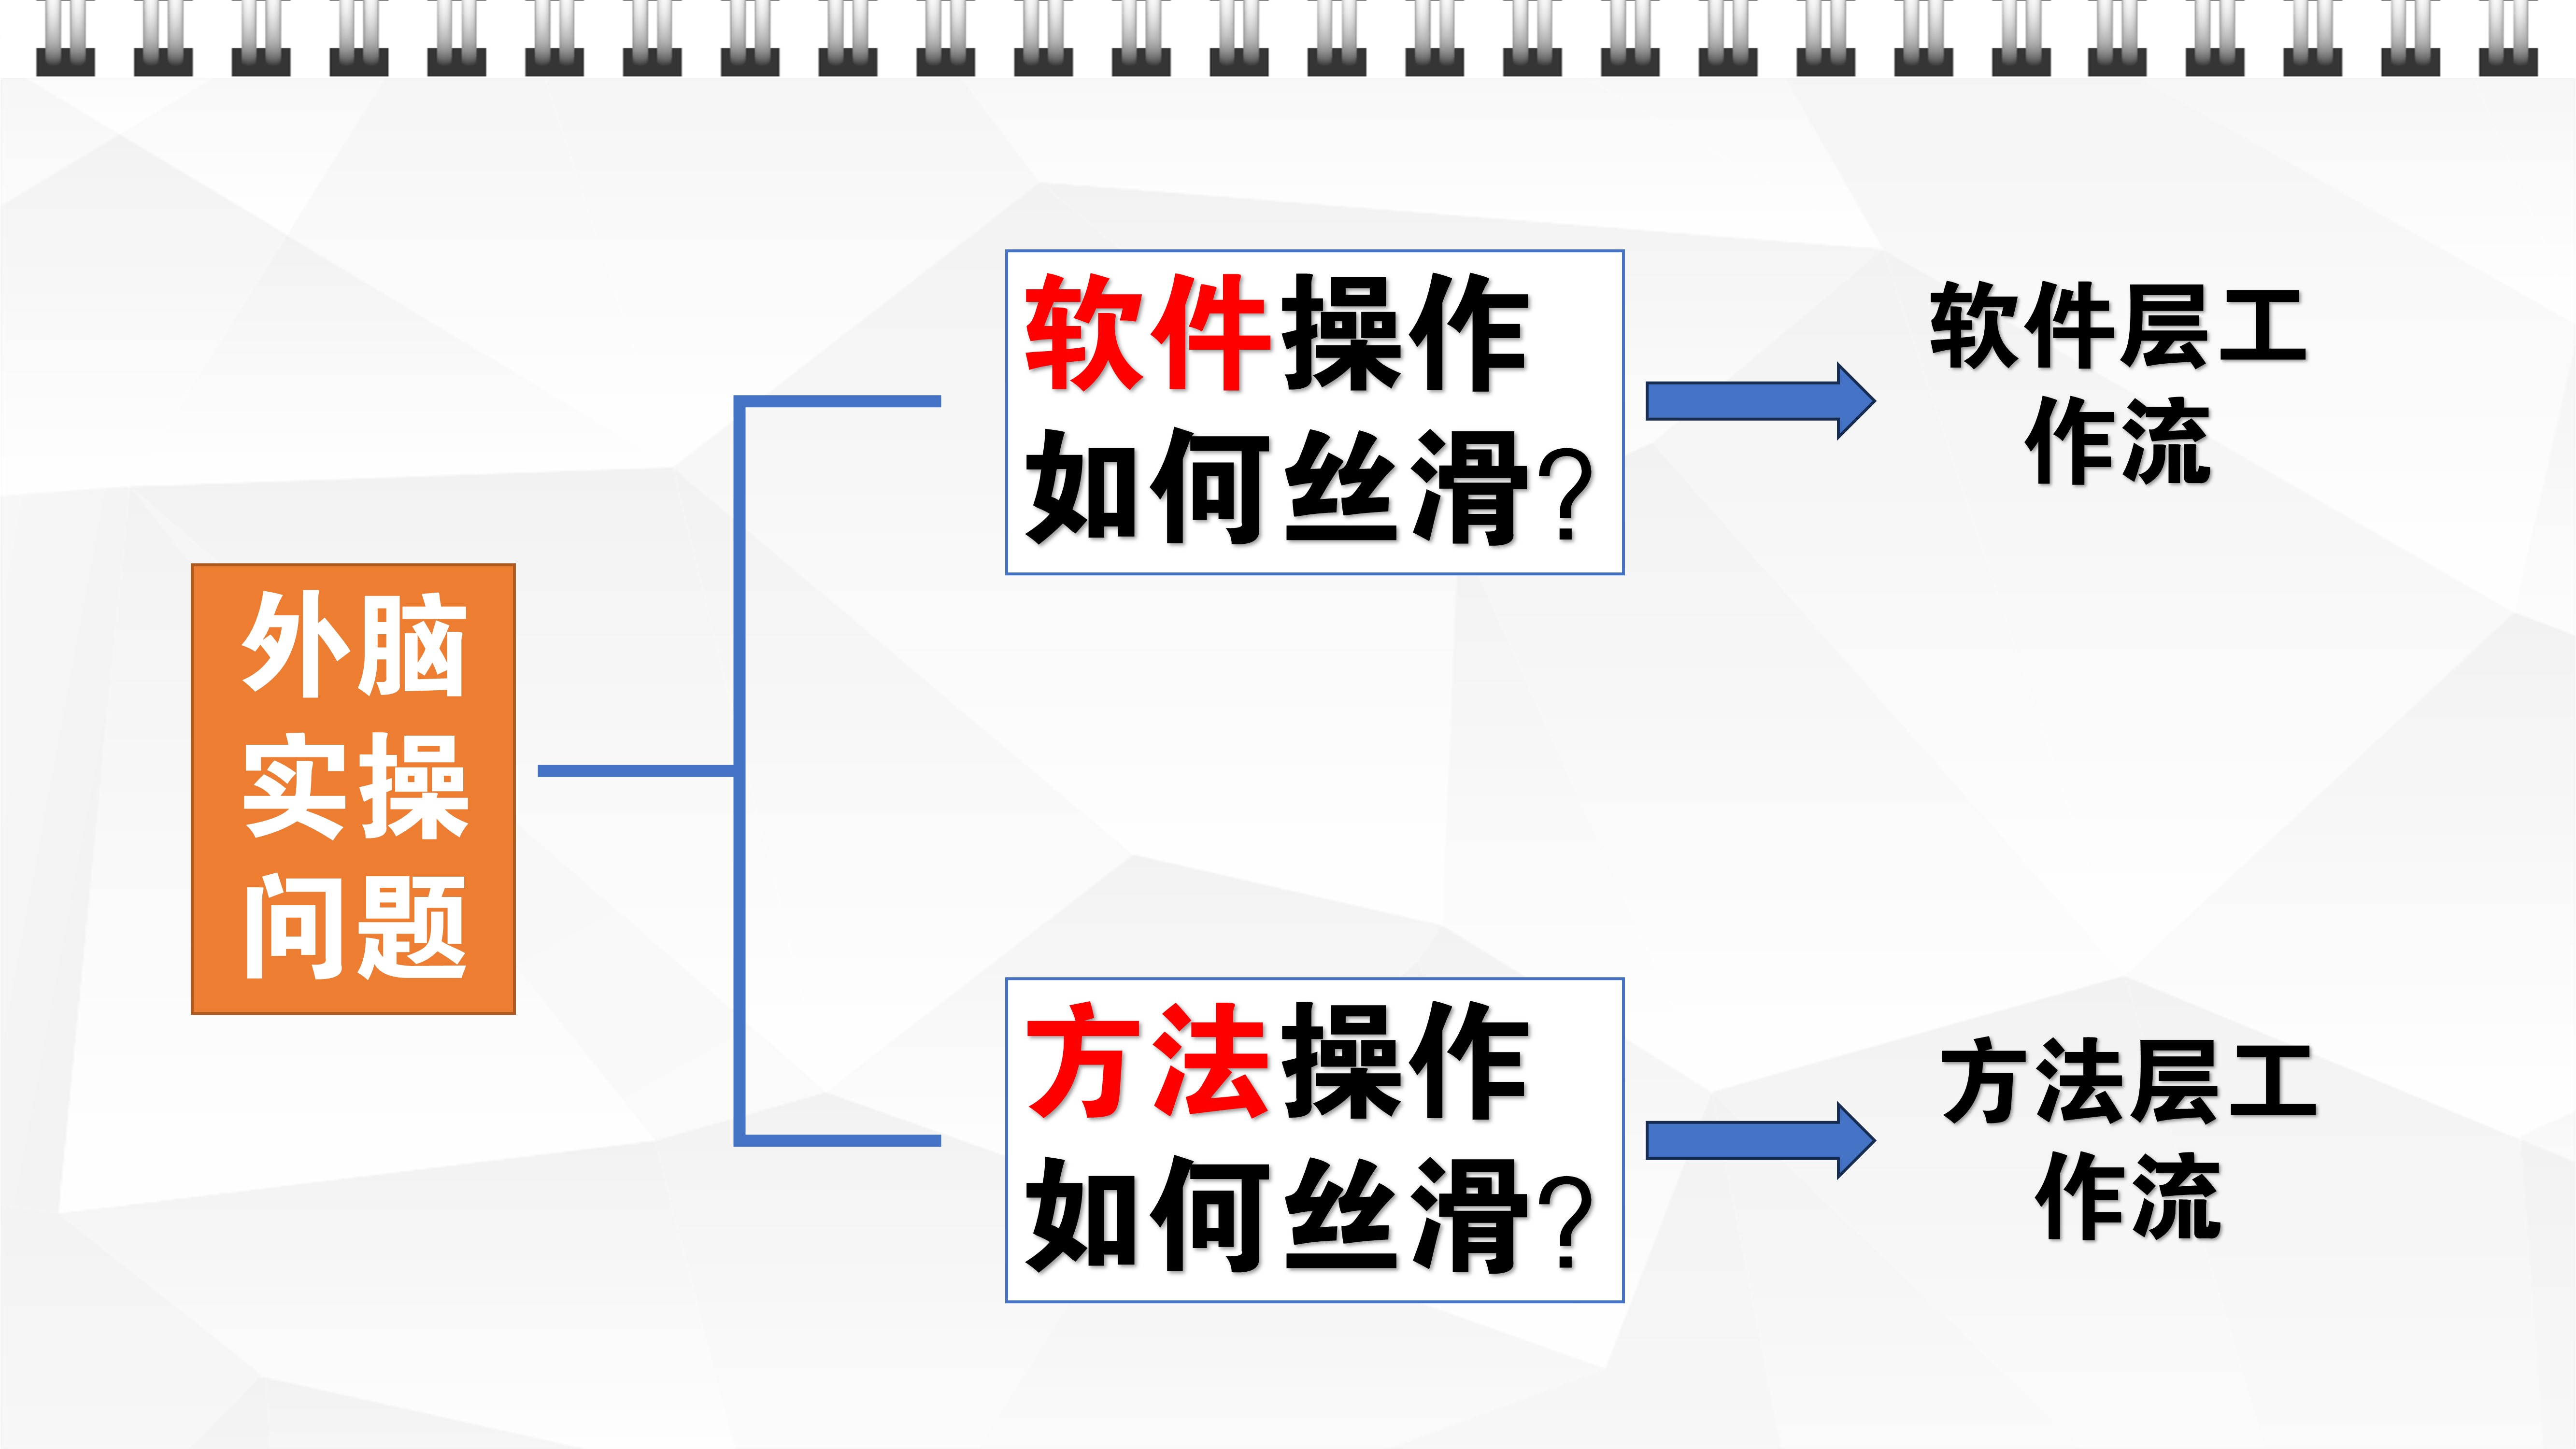 外脑
实操
问题
软件操作
如何丝滑?
软件层工
作流
方法操作
如何丝滑?
方法层工
作流